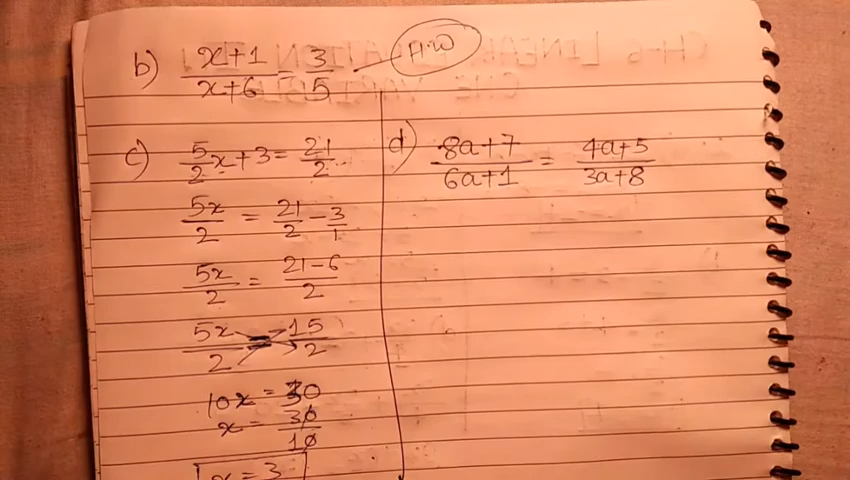 b) (x+1)/(x+6) = 3/5 — H.W
c) 5/2 x + 3 = 21/2
5x/2 = 21/2 - 3/1
5x/2 = (21-6)/2
5x/2 = 15/2
10x = 30
x = 30/10
x = 3
d) (8a+7)/(6a+1) = (4a+5)/(3a+8)